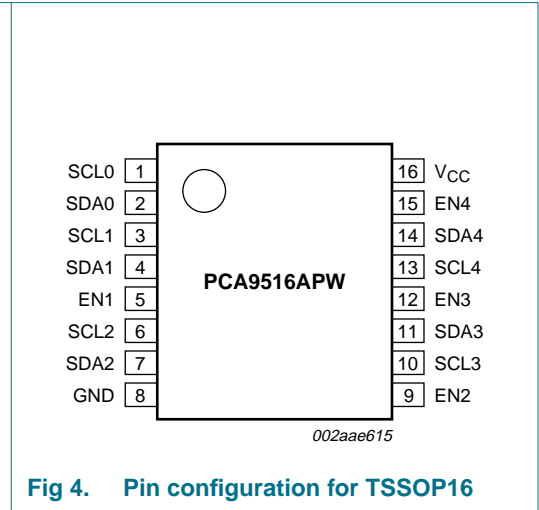 SCL0 1
SDA0 2
SCL1 3
SDA1 4
EN1 5
SCL2 6
SDA2 7
GND 8
PCA9516APW
16 VCC
15 EN4
14 SDA4
13 SCL4
12 EN3
11 SDA3
10 SCL3
9 EN2
002aae615
Fig 4. Pin configuration for TSSOP16